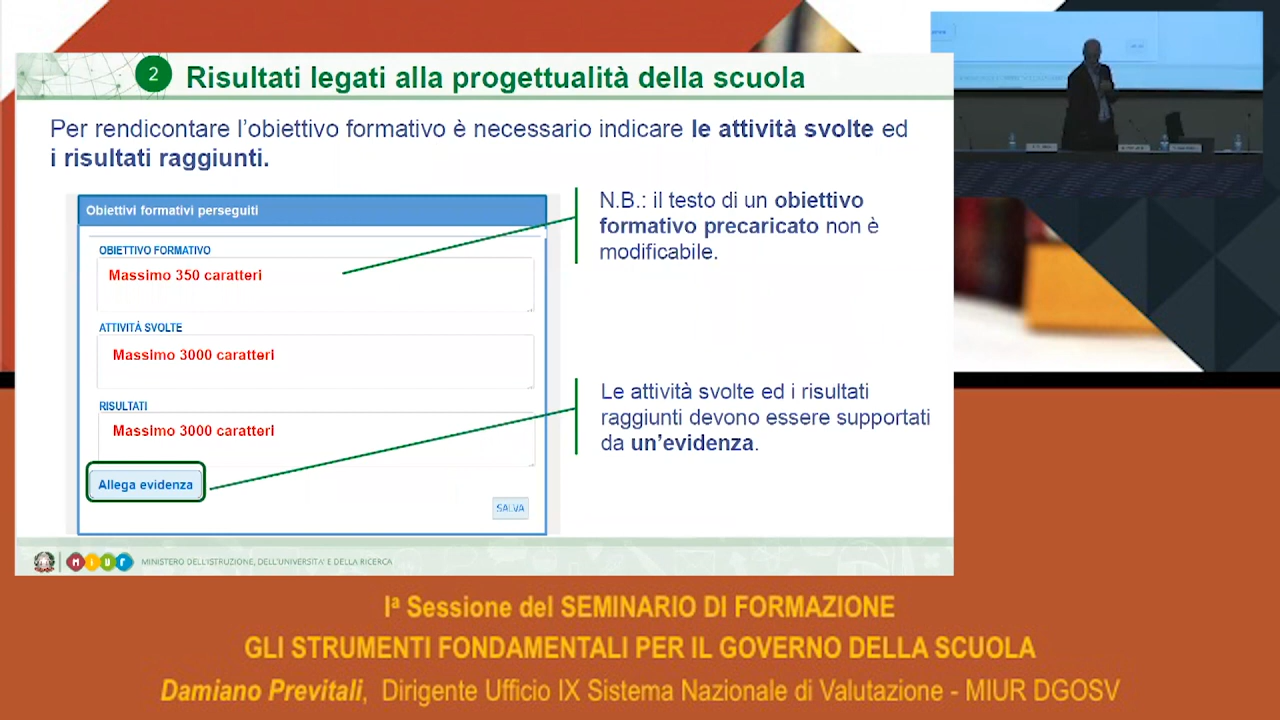 2
Risultati legati alla progettualità della scuola
Per rendicontare l'obiettivo formativo è necessario indicare le attività svolte ed
i risultati raggiunti.
Obiettivi formativi perseguiti
OBIETTIVO FORMATIVO
Massimo 350 caratteri
ATTIVITÀ SVOLTE
Massimo 3000 caratteri
RISULTATI
Massimo 3000 caratteri
Allega evidenza
SALVA
N.B.: il testo di un obiettivo
formativo precaricato non è
modificabile.
Le attività svolte ed i risultati
raggiunti devono essere supportati
da un'evidenza.
MIUR
MINISTERO DELL'ISTRUZIONE, DELL'UNIVERSITA' E DELLA RICERCA
Iª Sessione del SEMINARIO DI FORMAZIONE
GLI STRUMENTI FONDAMENTALI PER IL GOVERNO DELLA SCUOLA
Damiano Previtali, Dirigente Ufficio IX Sistema Nazionale di Valutazione - MIUR DGOSV